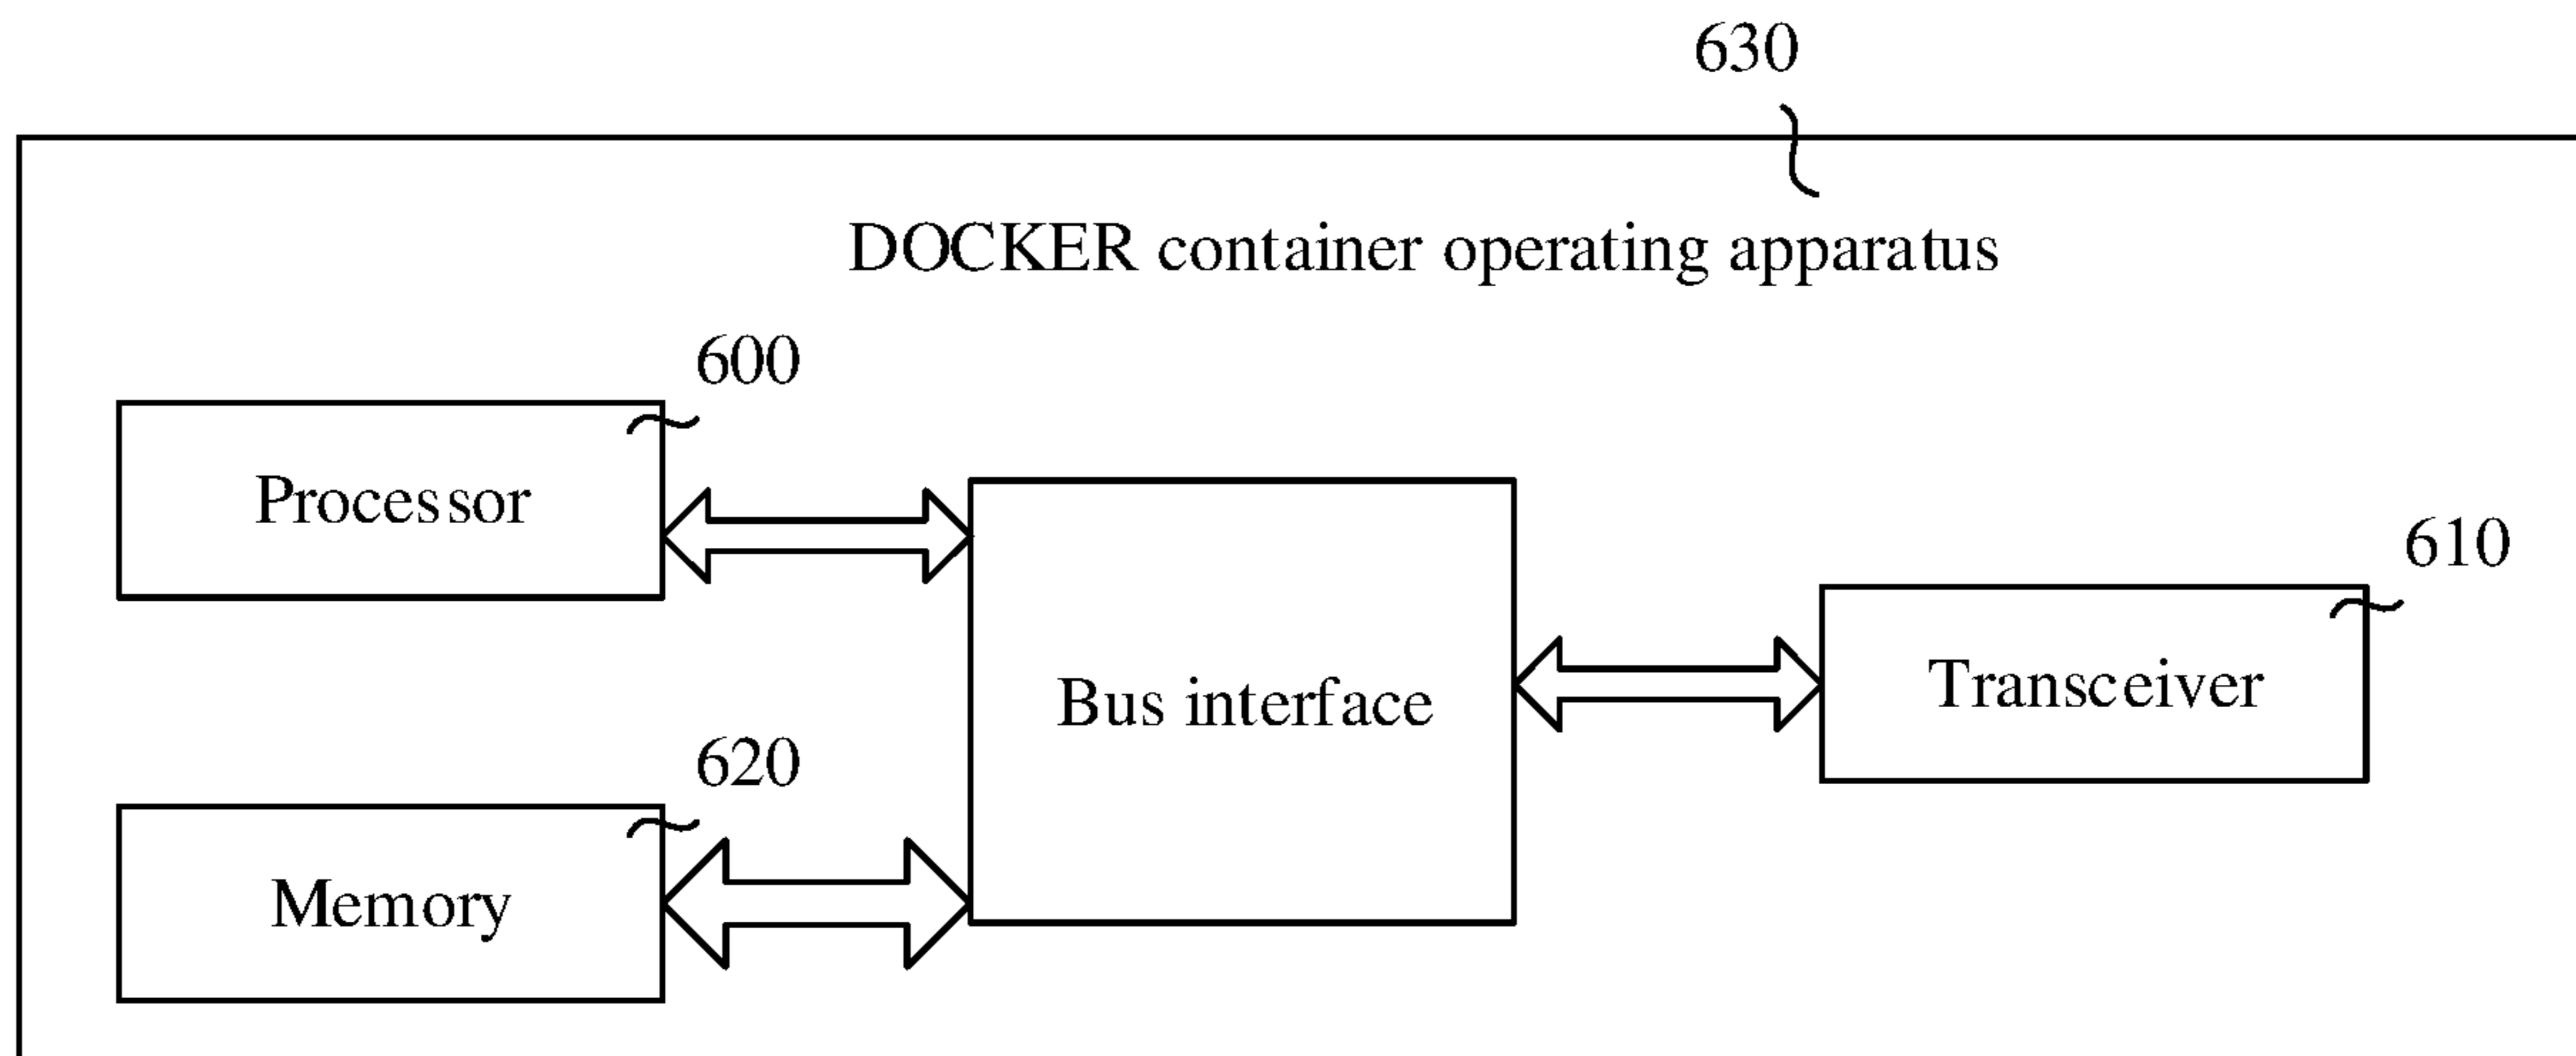 630
DOCKER container operating apparatus
600
Processor
610
Bus interface
Transceiver
620
Memory